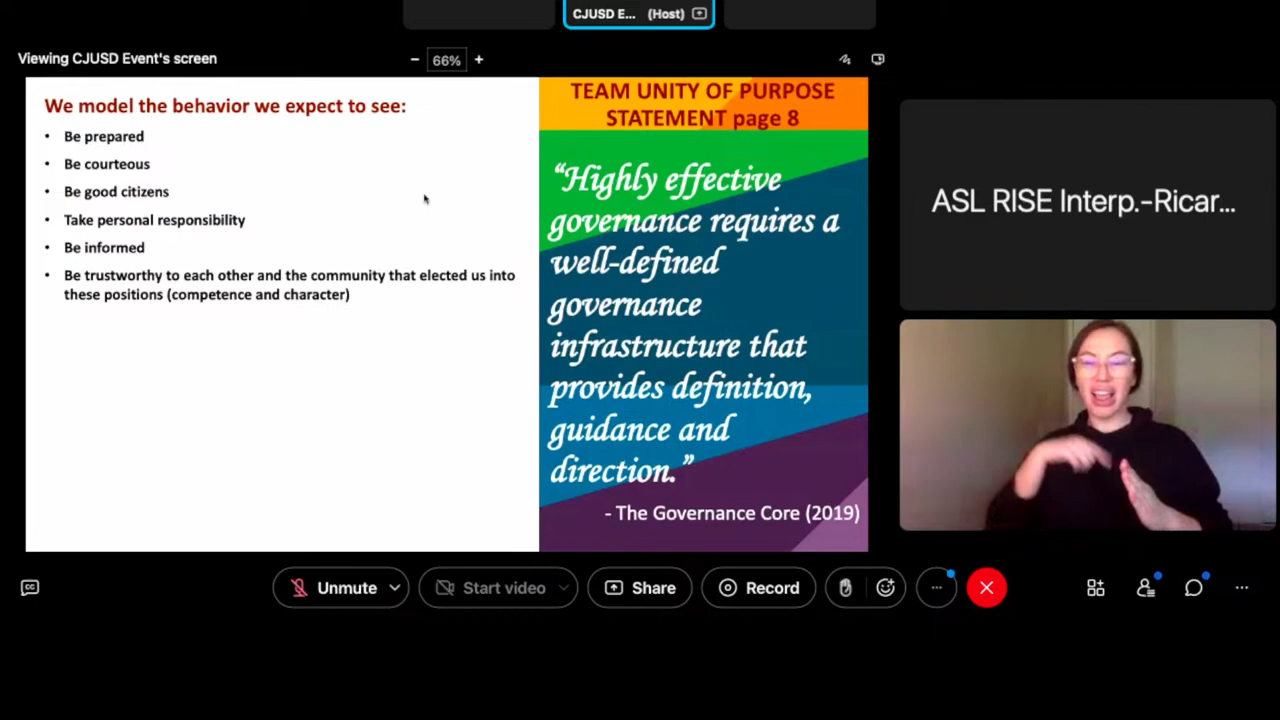 CJUSD E... (Host)
Viewing CJUSD Event's screen
66%
We model the behavior we expect to see:
• Be prepared
• Be courteous
• Be good citizens
• Take personal responsibility
• Be informed
• Be trustworthy to each other and the community that elected us into
these positions (competence and character)
TEAM UNITY OF PURPOSE
STATEMENT page 8
“Highly effective
governance requires a
well-defined
governance
infrastructure that
provides definition,
guidance and
direction.”
- The Governance Core (2019)
ASL RISE Interp.-Ricar...
CC
Unmute
Start video
Share
Record